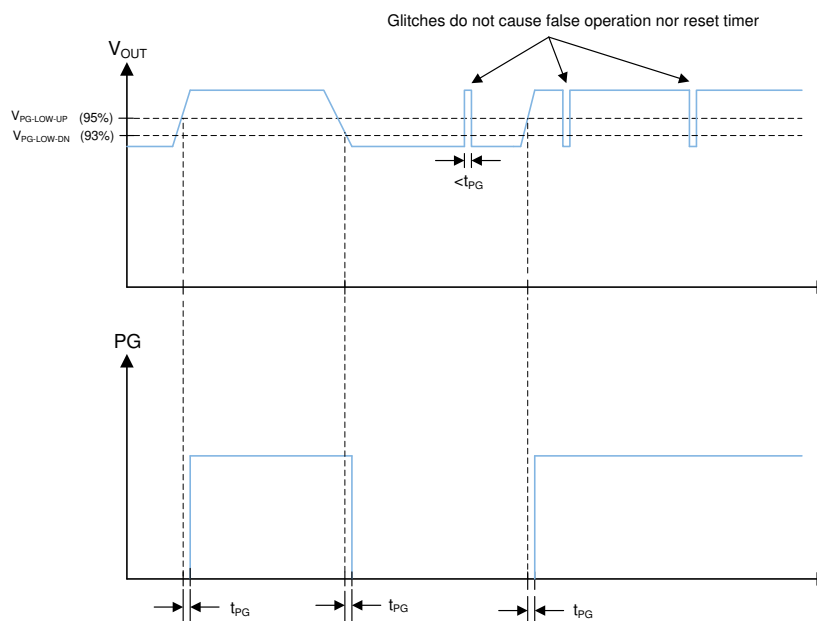 Glitches do not cause false operation nor reset timer
VOUT
VPG-LOW-UP (95%)
VPG-LOW-DN (93%)
<tPG
PG
tPG
tPG
tPG